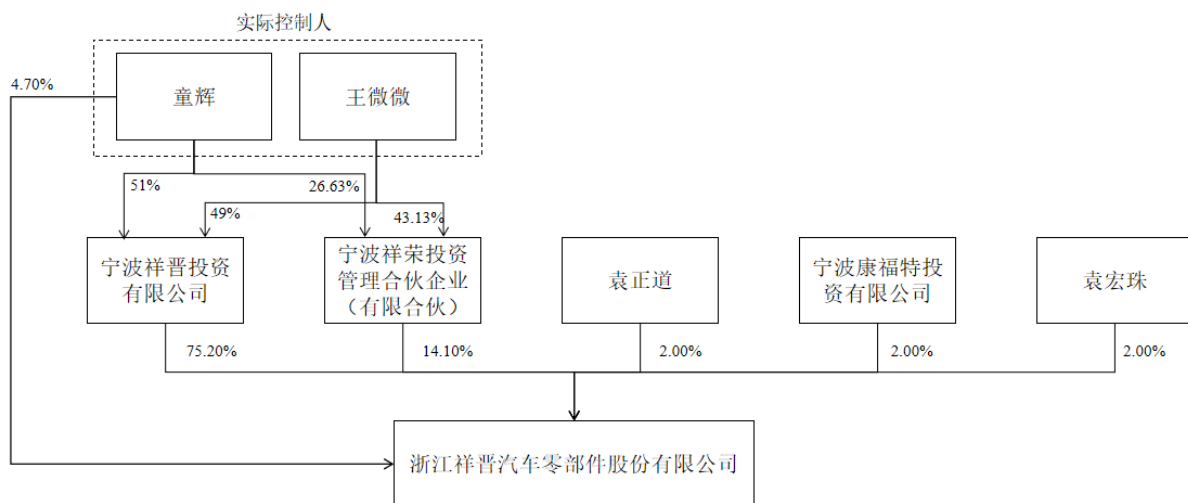 实际控制人
4.70%
童辉
王微微
51%
26.63%
49%
43.13%
宁波祥晋投资
有限公司
宁波祥荣投资
管理合伙企业
（有限合伙）
袁正道
宁波康福特投
资有限公司
袁宏珠
75.20%
14.10%
2.00%
2.00%
2.00%
浙江祥晋汽车零部件股份有限公司